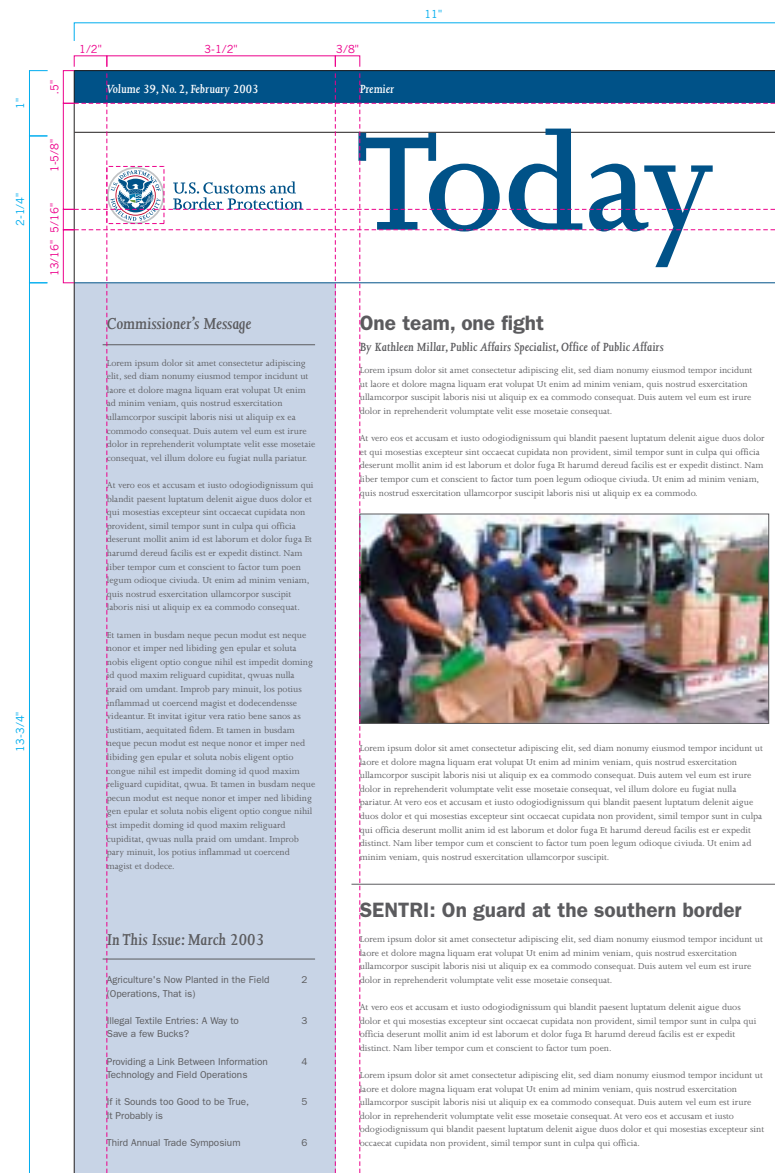 11"
1/2" 3-1/2" 3/8"
1"
.5"
1-5/8"
2-1/4"
5/16"
13/16"
13-3/4"
Volume 39, No. 2, February 2003
Premier
U.S. DEPARTMENT OF
HOMELAND SECURITY
U.S. Customs and
Border Protection
Today
Commissioner's Message
Lorem ipsum dolor sit amet consectetur adipiscing
elit, sed diam nonumy eiusmod tempor incidunt ut
laore et dolore magna liquam erat volupat Ut enim
ad minim veniam, quis nostrud exsercitation
ullamcorpor suscipit laboris nisi ut aliquip ex ea
commodo consequat. Duis autem vel eum est irure
dolor in reprehenderit volumptate velit esse mosetaie
consequat, vel illum dolore eu fugiat nulla pariatur.
At vero eos et accusam et iusto odogiodignissum qui
blandit paesent luptatum delenit aigue duos dolor et
qui mosestias excepteur sint occaecat cupidata non
provident, simil tempor sunt in culpa qui officia
deserunt mollit anim id est laborum et dolor fuga Et
harumd dereud facilis est er expedit distinct. Nam
liber tempor cum et conscient to factor tum poen
legum odioque civiuda. Ut enim ad minim veniam,
quis nostrud exsercitation ullamcorpor suscipit
laboris nisi ut aliquip ex ea commodo consequat.
Et tamen in busdam neque pecun modut est neque
nonor et imper ned libiding gen epular et soluta
nobis eligent optio congue nihil est impedit doming
id quod maxim religuard cupiditat, qwuas nulla
praid om umdant. Improb pary minuit, los potius
inflammad ut coercend magist et dodecendensse
videantur. Et invitat igitur vera ratio bene sanos as
iustitiam, aequitated fidem. Et tamen in busdam
neque pecun modut est neque nonor et imper ned
libiding gen epular et soluta nobis eligent optio
congue nihil est impedit doming id quod maxim
religuard cupiditat, qwua. Et tamen in busdam neque
pecun modut est neque nonor et imper ned libiding
gen epular et soluta nobis eligent optio congue nihil
est impedit doming id quod maxim religuard
cupiditat, qwuas nulla praid om umdant. Improb
pary minuit, los potius inflammad ut coercend
magist et dodece.
In This Issue: March 2003
Agriculture's Now Planted in the Field 2
(Operations, That is)
Illegal Textile Entries: A Way to 3
Save a few Bucks?
Providing a Link Between Information 4
Technology and Field Operations
If it Sounds too Good to be True, 5
It Probably is
Third Annual Trade Symposium 6
One team, one fight
By Kathleen Millar, Public Affairs Specialist, Office of Public Affairs
Lorem ipsum dolor sit amet consectetur adipiscing elit, sed diam nonumy eiusmod tempor incidunt
ut laore et dolore magna liquam erat volupat Ut enim ad minim veniam, quis nostrud exsercitation
ullamcorpor suscipit laboris nisi ut aliquip ex ea commodo consequat. Duis autem vel eum est irure
dolor in reprehenderit volumptate velit esse mosetaie consequat.
At vero eos et accusam et iusto odogiodignissum qui blandit paesent luptatum delenit aigue duos dolor
et qui mosestias excepteur sint occaecat cupidata non provident, simil tempor sunt in culpa qui officia
deserunt mollit anim id est laborum et dolor fuga Et harumd dereud facilis est er expedit distinct. Nam
liber tempor cum et conscient to factor tum poen legum odioque civiuda. Ut enim ad minim veniam,
quis nostrud exsercitation ullamcorpor suscipit laboris nisi ut aliquip ex ea commodo.
Lorem ipsum dolor sit amet consectetur adipiscing elit, sed diam nonumy eiusmod tempor incidunt ut
laore et dolore magna liquam erat volupat Ut enim ad minim veniam, quis nostrud exsercitation
ullamcorpor suscipit laboris nisi ut aliquip ex ea commodo consequat. Duis autem vel eum est irure
dolor in reprehenderit volumptate velit esse mosetaie consequat, vel illum dolore eu fugiat nulla
pariatur. At vero eos et accusam et iusto odogiodignissum qui blandit paesent luptatum delenit aigue
duos dolor et qui mosestias excepteur sint occaecat cupidata non provident, simil tempor sunt in culpa
qui officia deserunt mollit anim id est laborum et dolor fuga Et harumd dereud facilis est er expedit
distinct. Nam liber tempor cum et conscient to factor tum poen legum odioque civiuda. Ut enim ad
minim veniam, quis nostrud exsercitation ullamcorpor suscipit.
SENTRI: On guard at the southern border
Lorem ipsum dolor sit amet consectetur adipiscing elit, sed diam nonumy eiusmod tempor incidunt ut
laore et dolore magna liquam erat volupat Ut enim ad minim veniam, quis nostrud exsercitation
ullamcorpor suscipit laboris nisi ut aliquip ex ea commodo consequat. Duis autem vel eum est irure
dolor in reprehenderit volumptate velit esse mosetaie consequat.
At vero eos et accusam et iusto odogiodignissum qui blandit paesent luptatum delenit aigue duos
dolor et qui mosestias excepteur sint occaecat cupidata non provident, simil tempor sunt in culpa qui
officia deserunt mollit anim id est laborum et dolor fuga Et harumd dereud facilis est er expedit
distinct. Nam liber tempor cum et conscient to factor tum poen.
Lorem ipsum dolor sit amet consectetur adipiscing elit, sed diam nonumy eiusmod tempor incidunt ut
laore et dolore magna liquam erat volupat Ut enim ad minim veniam, quis nostrud exsercitation
ullamcorpor suscipit laboris nisi ut aliquip ex ea commodo consequat. Duis autem vel eum est irure
dolor in reprehenderit volumptate velit esse mosetaie consequat. At vero eos et accusam et iusto
odogiodignissum qui blandit paesent luptatum delenit aigue duos dolor et qui mosestias excepteur sint
occaecat cupidata non provident, simil tempor sunt in culpa qui officia.